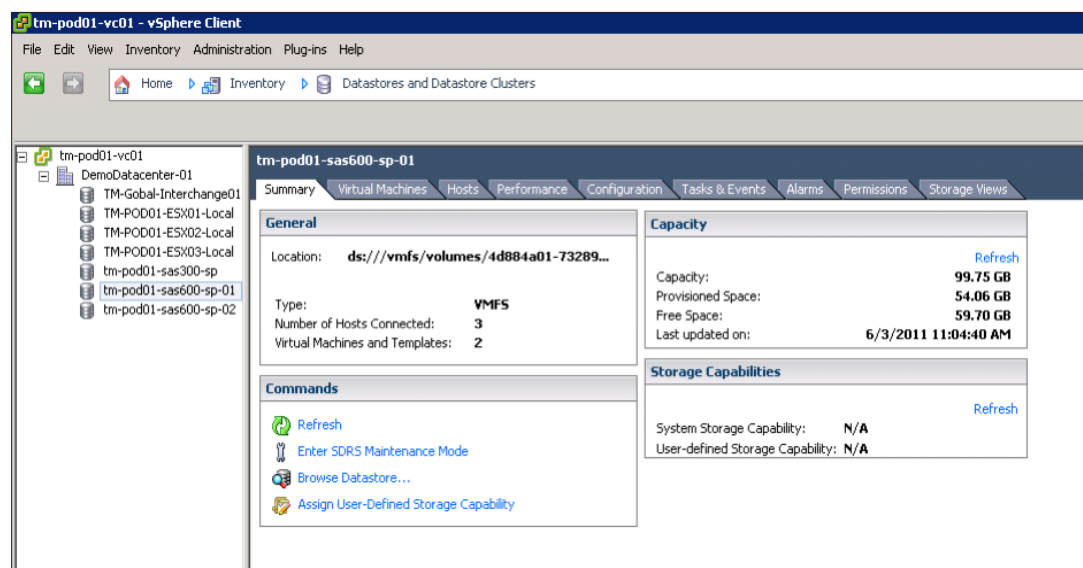 tm-pod01-vc01 - vSphere Client
File Edit View Inventory Administration Plug-ins Help
Home Inventory Datastores and Datastore Clusters
tm-pod01-vc01
DemoDatacenter-01
TM-Gobal-Interchange01
TM-POD01-ESX01-Local
TM-POD01-ESX02-Local
TM-POD01-ESX03-Local
tm-pod01-sas300-sp
tm-pod01-sas600-sp-01
tm-pod01-sas600-sp-02
tm-pod01-sas600-sp-01
Summary Virtual Machines Hosts Performance Configuration Tasks & Events Alarms Permissions Storage Views
General
Location: ds:///vmfs/volumes/4d884a01-73289...
Type: VMFS
Number of Hosts Connected: 3
Virtual Machines and Templates: 2
Commands
Refresh
Enter SDRS Maintenance Mode
Browse Datastore...
Assign User-Defined Storage Capability
Capacity
Refresh
Capacity: 99.75 GB
Provisioned Space: 54.06 GB
Free Space: 59.70 GB
Last updated on: 6/3/2011 11:04:40 AM
Storage Capabilities
Refresh
System Storage Capability: N/A
User-defined Storage Capability: N/A